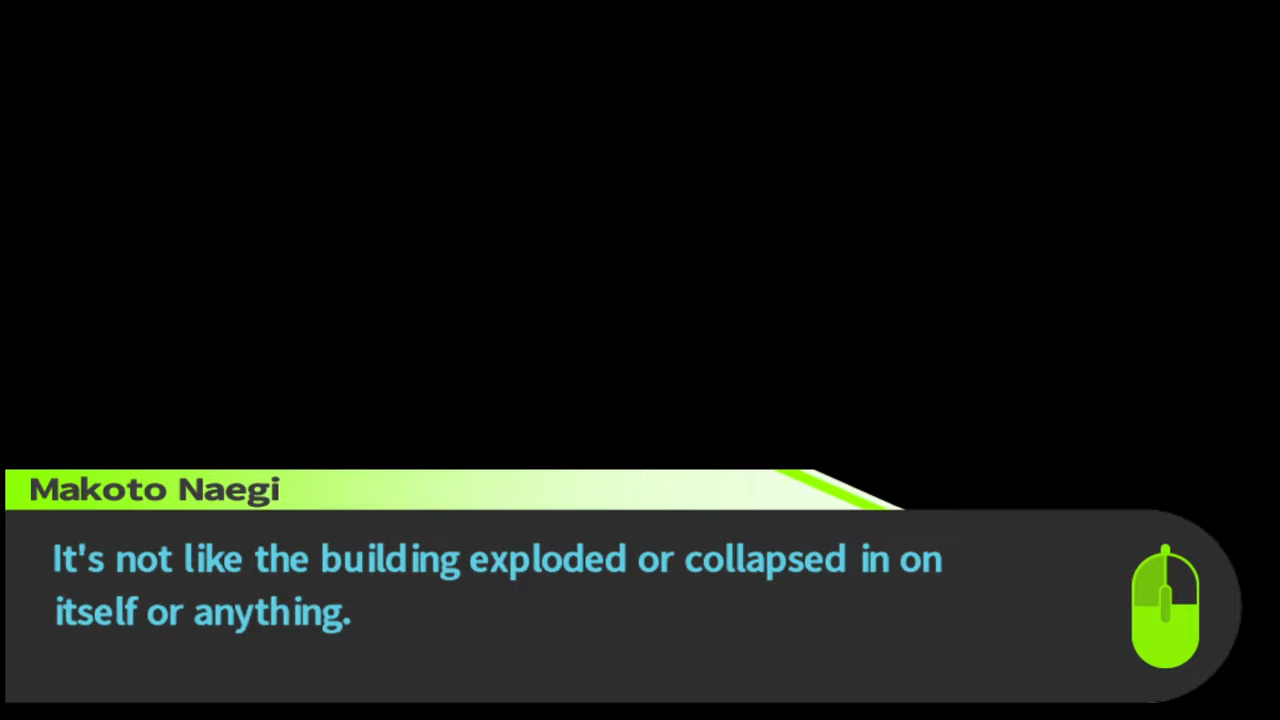 Makoto Naegi
It's not like the building exploded or collapsed in on
itself or anything.